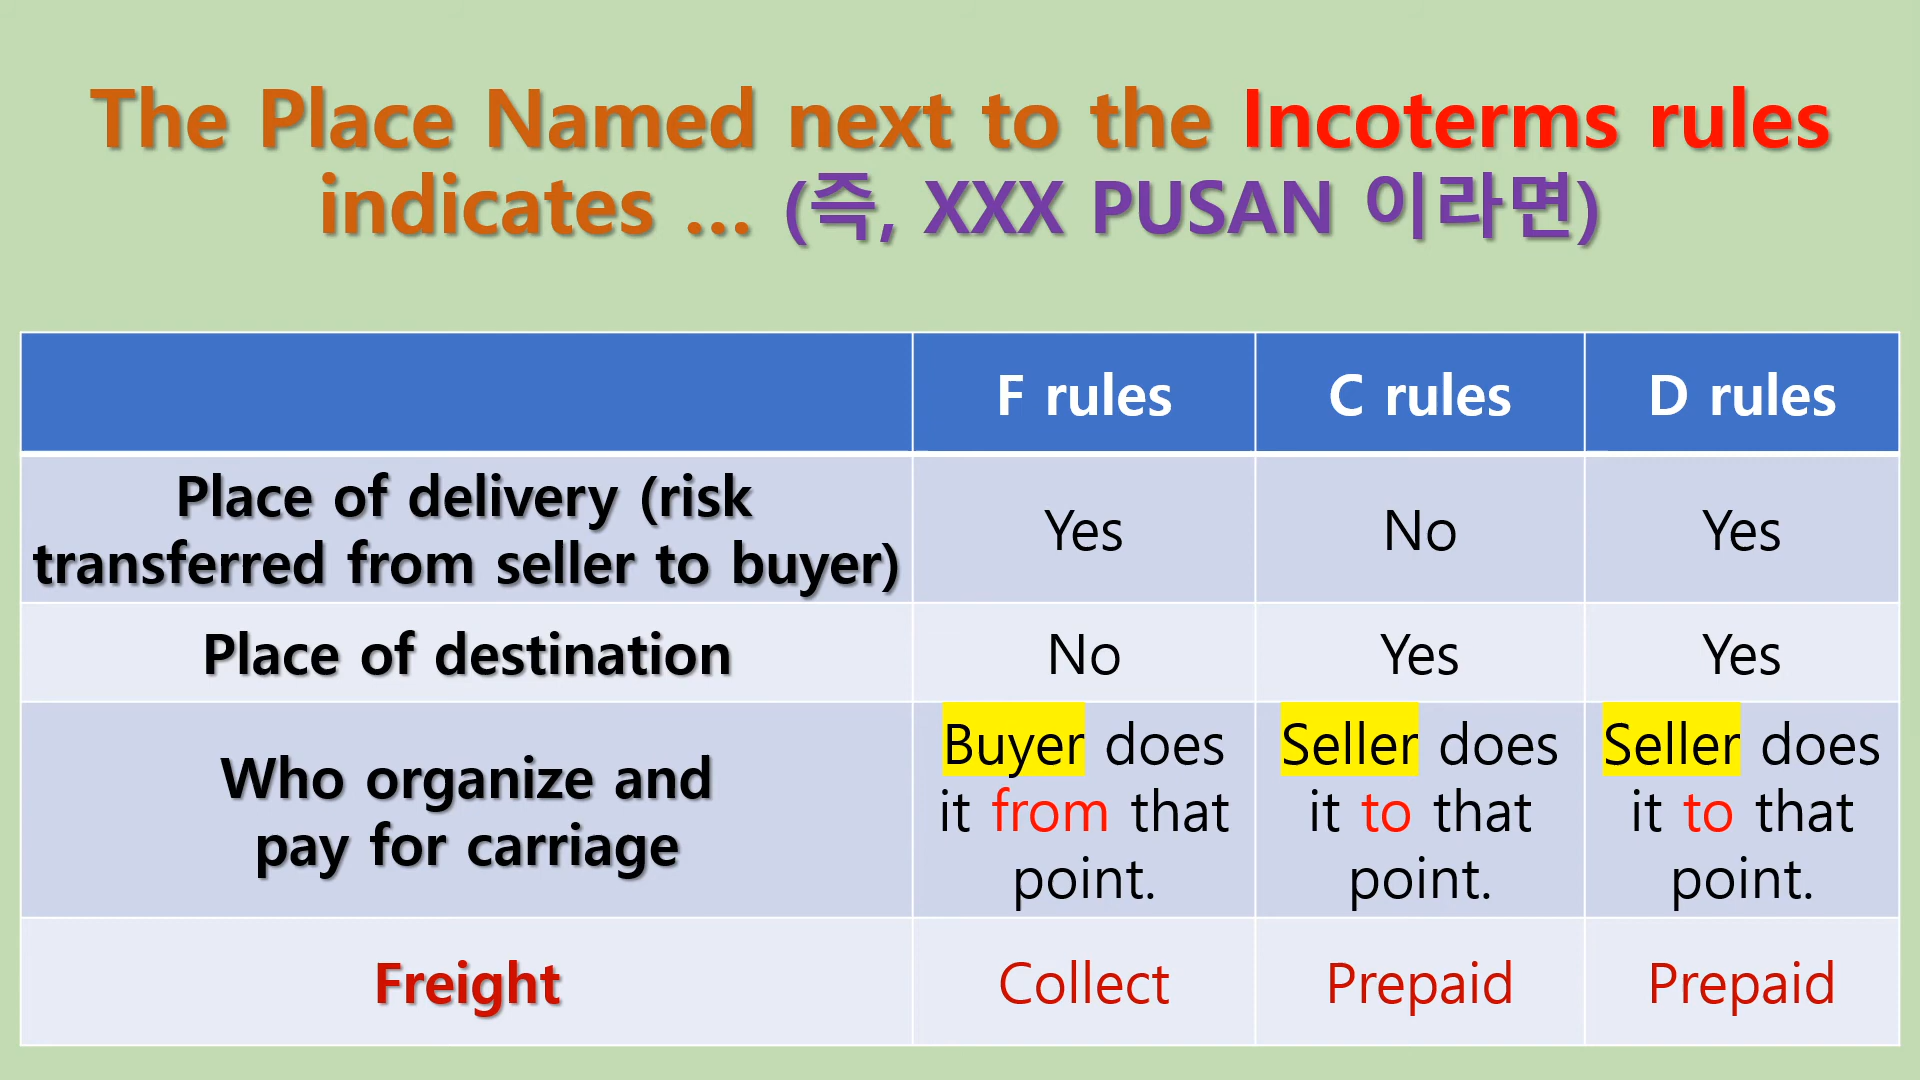 The Place Named next to the Incoterms rules
indicates ... (즉, XXX PUSAN 이라면)
F rules
C rules
D rules
Place of delivery (risk
transferred from seller to buyer)
Yes
No
Yes
Place of destination
No
Yes
Yes
Who organize and
pay for carriage
Buyer does
it from that
point.
Seller does
it to that
point.
Seller does
it to that
point.
Freight
Collect
Prepaid
Prepaid